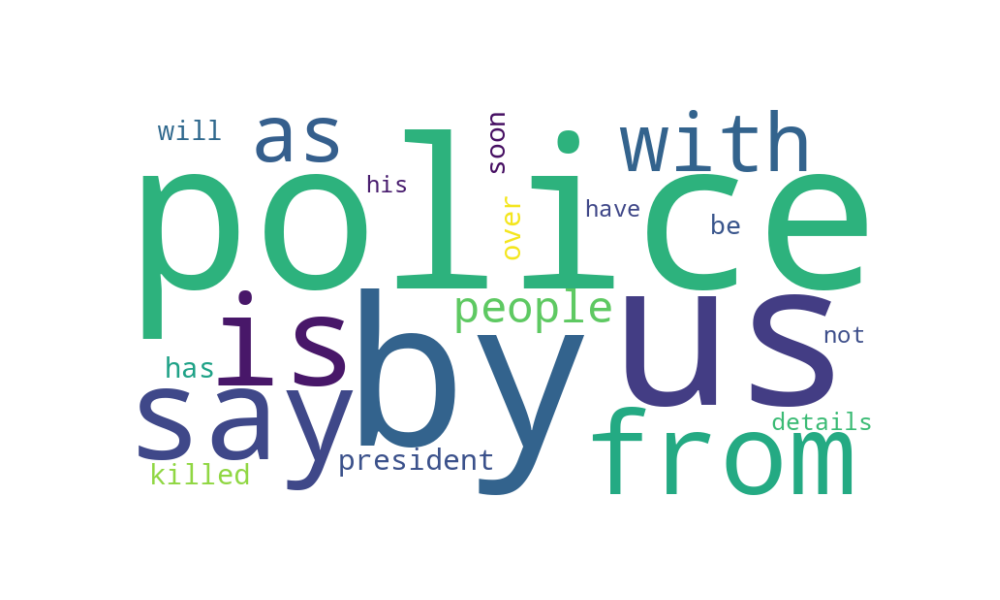 will
as
soon
with
his
police
over
have
be
people
is
by
us
not
has
say
from
details
president
killed